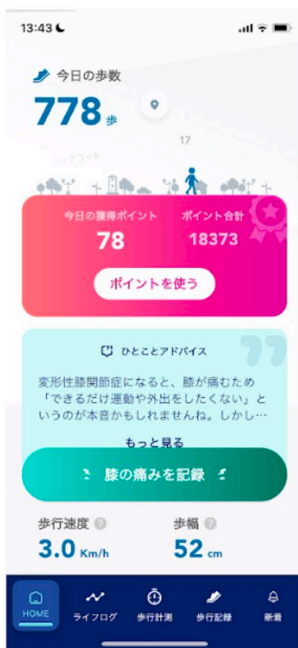 13:43
今日の歩数
778 歩
17
今日の獲得ポイント ポイント合計
78 18373
ポイントを使う
ひとことアドバイス
変形性膝関節症になると、膝が痛むため
「できるだけ運動や外出をしたくない」と
いうのが本音かもしれませんね。しかし…
もっと見る
膝の痛みを記録
歩行速度 ? 歩幅 ?
3.0 Km/h 52 cm
HOME ライフログ 歩行計測 歩行記録 新着